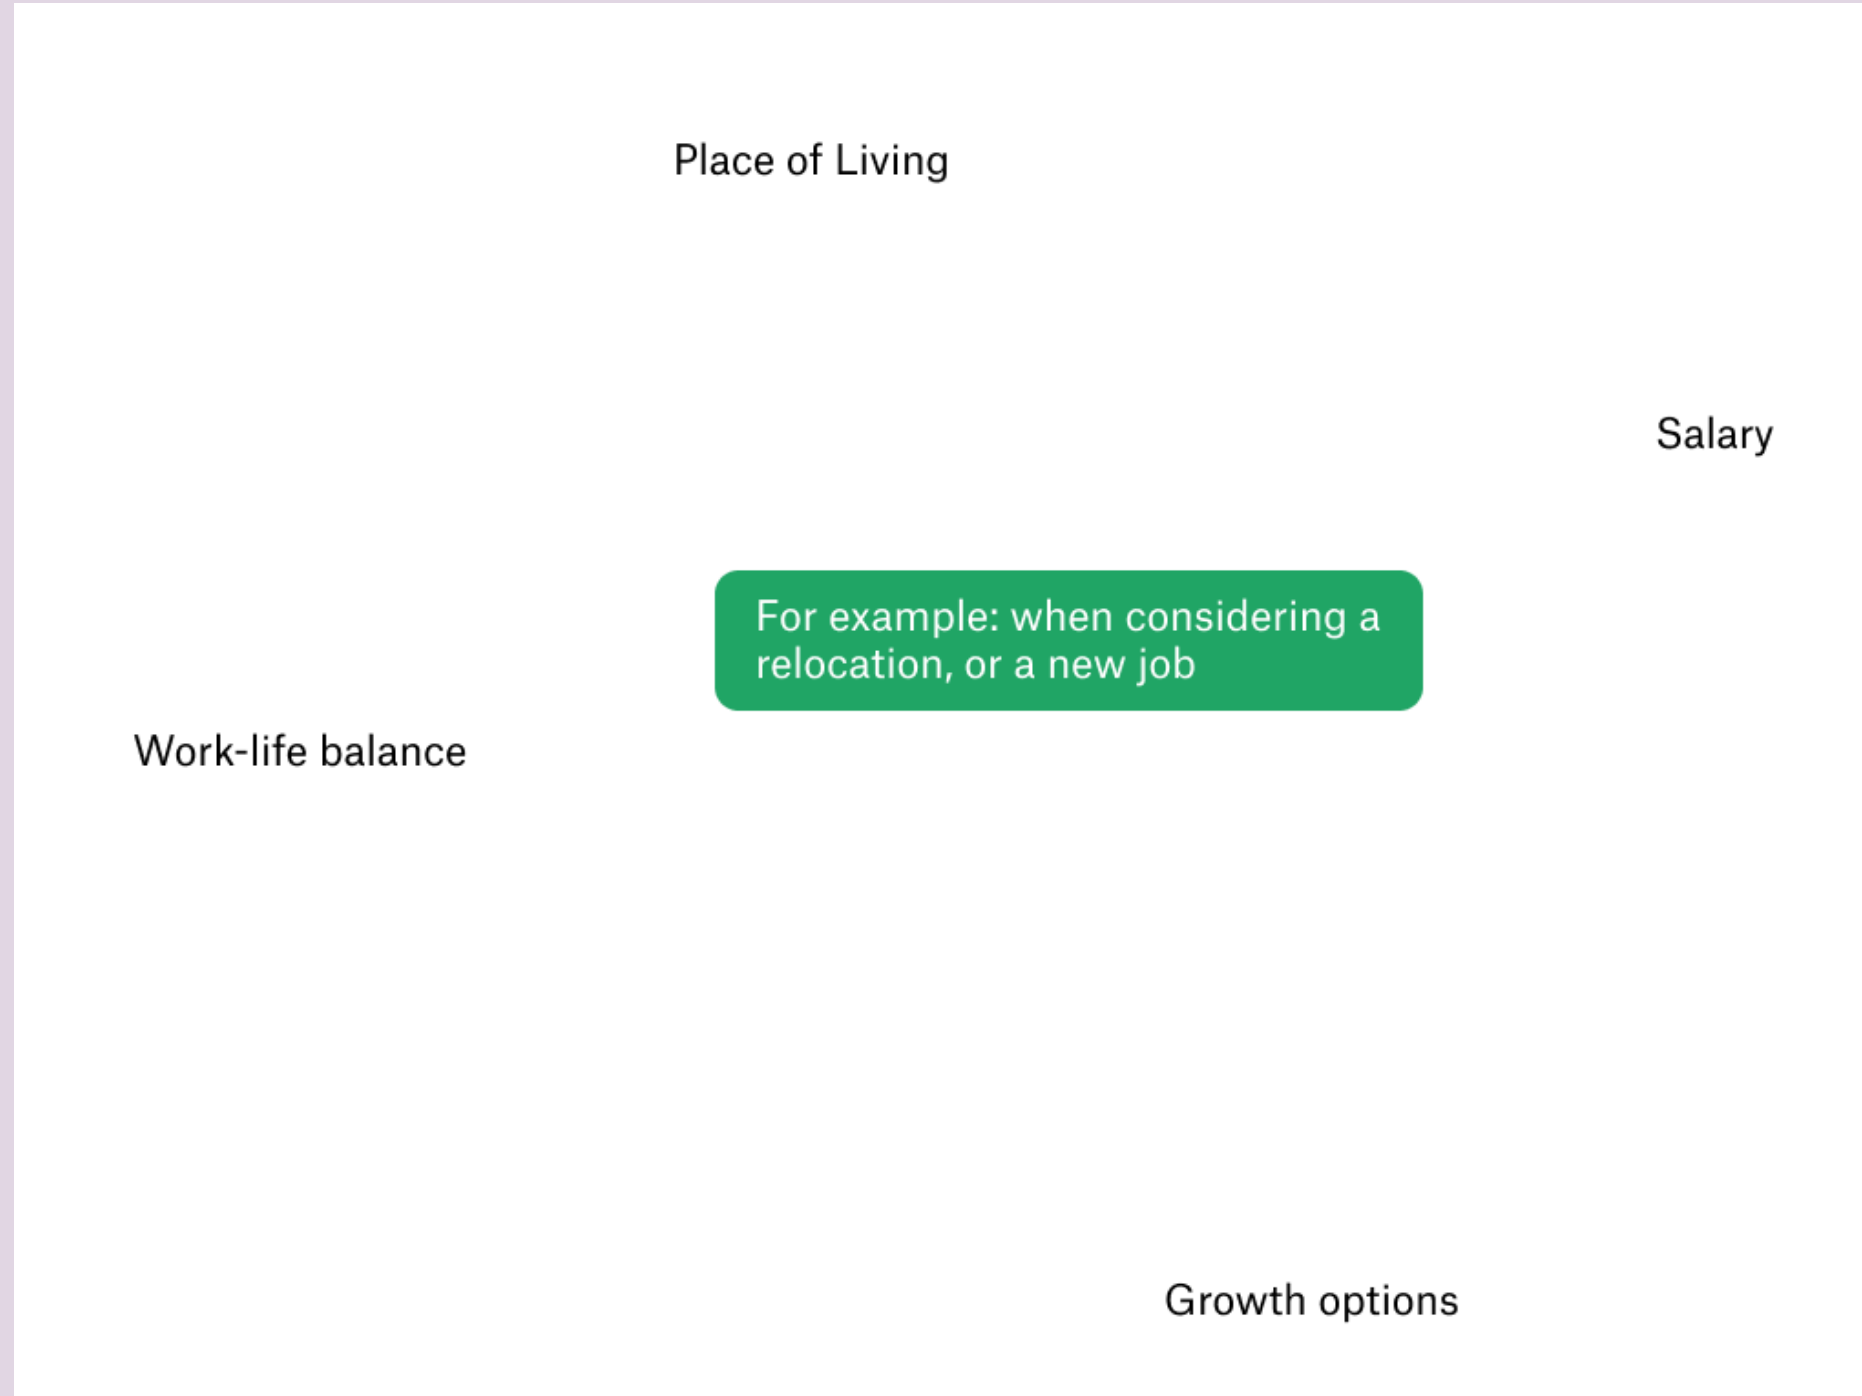 Place of Living
Salary
For example: when considering a
relocation, or a new job
Work-life balance
Growth options